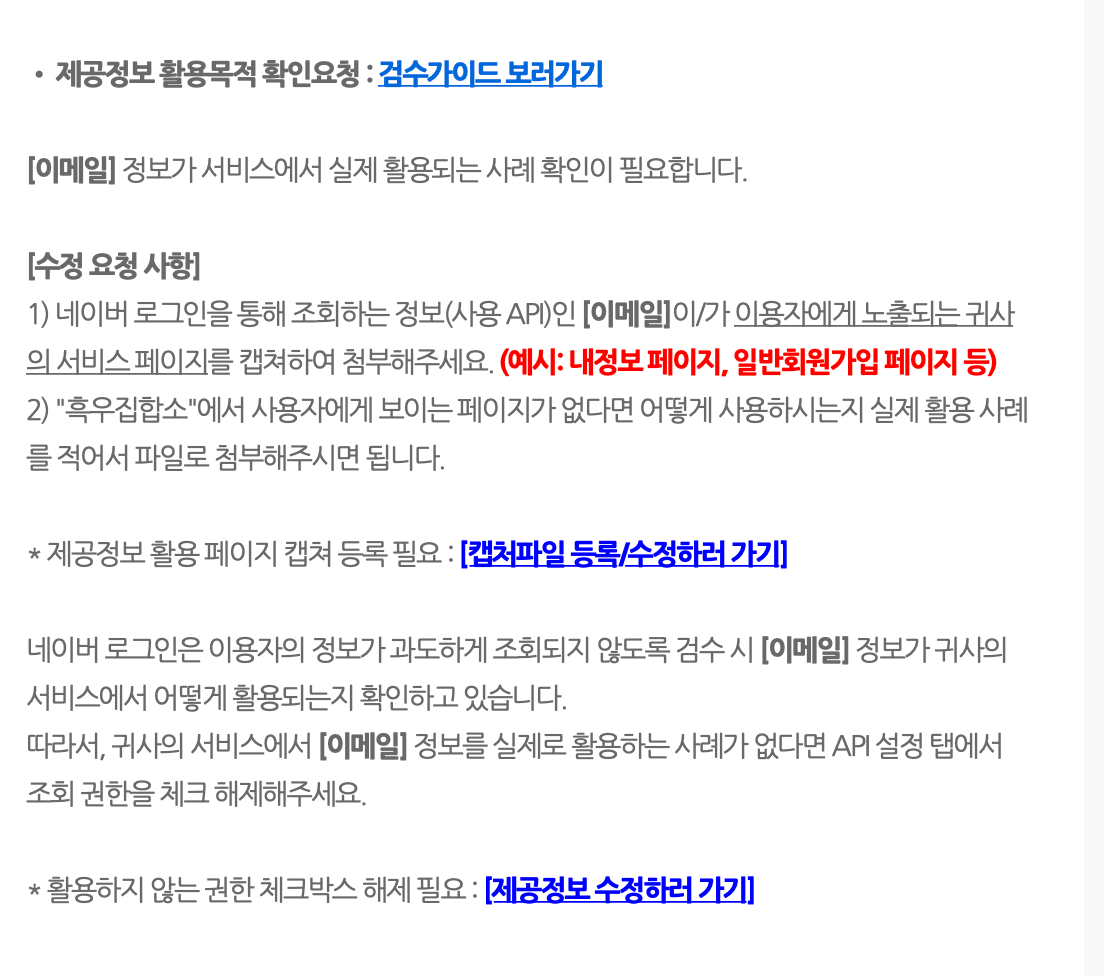 • 제공정보 활용목적 확인요청 : 검수가이드 보러가기
[이메일] 정보가 서비스에서 실제 활용되는 사례 확인이 필요합니다.
[수정 요청 사항]
1) 네이버 로그인을 통해 조회하는 정보(사용 API)인 [이메일]이/가 이용자에게 노출되는 귀사
의 서비스 페이지를 캡쳐하여 첨부해주세요. (예시: 내정보 페이지, 일반회원가입 페이지 등)
2) "흑우집합소"에서 사용자에게 보이는 페이지가 없다면 어떻게 사용하시는지 실제 활용 사례
를 적어서 파일로 첨부해주시면 됩니다.
* 제공정보 활용 페이지 캡쳐 등록 필요 : [캡처파일 등록/수정하러 가기]
네이버 로그인은 이용자의 정보가 과도하게 조회되지 않도록 검수 시 [이메일] 정보가 귀사의
서비스에서 어떻게 활용되는지 확인하고 있습니다.
따라서, 귀사의 서비스에서 [이메일] 정보를 실제로 활용하는 사례가 없다면 API 설정 탭에서
조회 권한을 체크 해제해주세요.
* 활용하지 않는 권한 체크박스 해제 필요 : [제공정보 수정하러 가기]